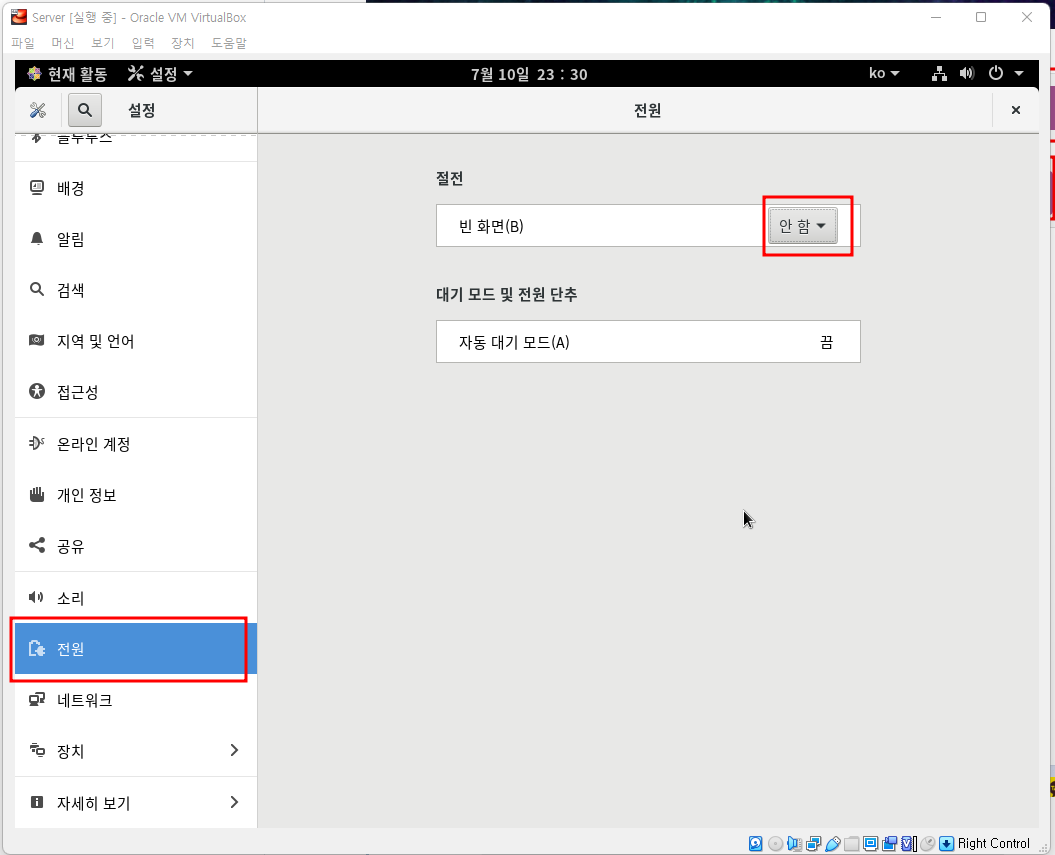 Server [실행 중] - Oracle VM VirtualBox
파일 머신 보기 입력 장치 도움말
현재 활동 설정 7월 10일 23 : 30 ko
설정 전원
블루투스
배경
알림
검색
지역 및 언어
접근성
온라인 계정
개인 정보
공유
소리
전원
네트워크
장치
자세히 보기
절전
빈 화면(B) 안 함
대기 모드 및 전원 단추
자동 대기 모드(A) 끔
Right Control